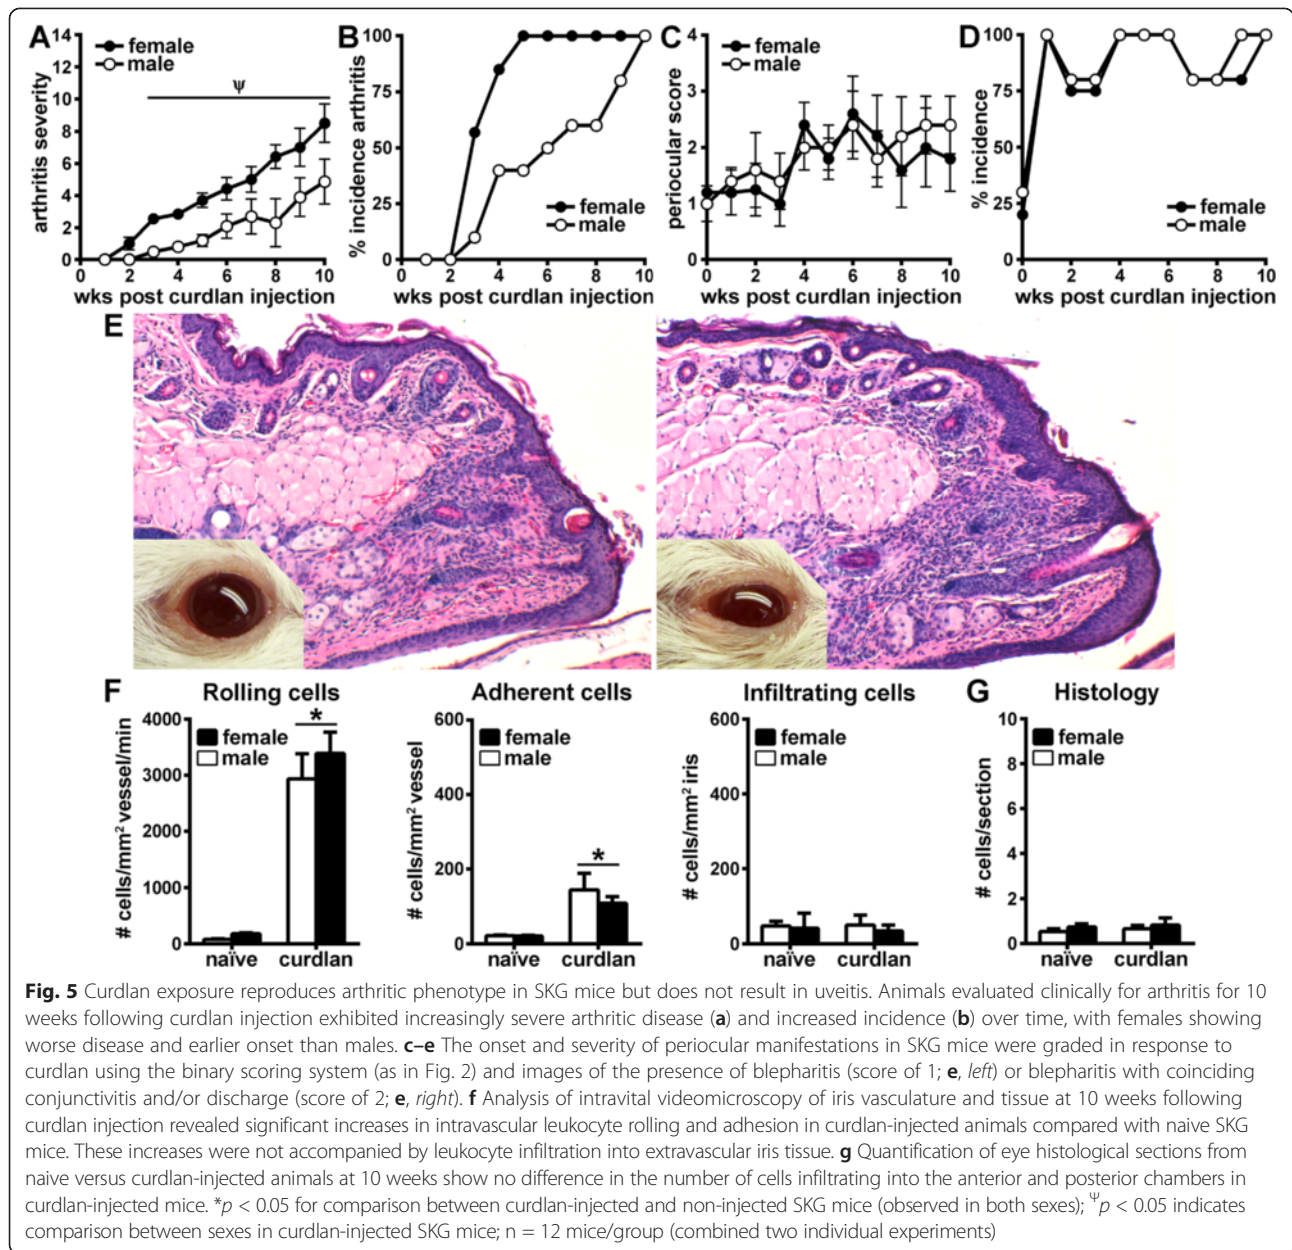 A
14
12
10
8
6
4
2
0
arthritis severity
female
male
ψ
0 2 4 6 8 10
wks post curdlan injection
B
100
75
50
25
0
% incidence arthritis
female
male
0 2 4 6 8 10
wks post curdlan injection
C
4
3
2
1
0
periocular score
female
male
0 2 4 6 8 10
wks post curdlan injection
D
100
75
50
25
0
% incidence
female
male
0 2 4 6 8 10
wks post curdlan injection
E
F
Rolling cells
4000
3000
2000
1000
0
# cells/mm² vessel/min
female
male
*
naïve curdlan
Adherent cells
600
400
200
0
# cells/mm² vessel
female
male
*
naïve curdlan
Infiltrating cells
600
400
200
0
# cells/mm² iris
female
male
naïve curdlan
G
Histology
10
8
6
4
2
0
# cells/section
female
male
naïve curdlan
Fig. 5 Curdlan exposure reproduces arthritic phenotype in SKG mice but does not result in uveitis. Animals evaluated clinically for arthritis for 10
weeks following curdlan injection exhibited increasingly severe arthritic disease (a) and increased incidence (b) over time, with females showing
worse disease and earlier onset than males. c–e The onset and severity of periocular manifestations in SKG mice were graded in response to
curdlan using the binary scoring system (as in Fig. 2) and images of the presence of blepharitis (score of 1; e, left) or blepharitis with coinciding
conjunctivitis and/or discharge (score of 2; e, right). f Analysis of intravital videomicroscopy of iris vasculature and tissue at 10 weeks following
curdlan injection revealed significant increases in intravascular leukocyte rolling and adhesion in curdlan-injected animals compared with naive SKG
mice. These increases were not accompanied by leukocyte infiltration into extravascular iris tissue. g Quantification of eye histological sections from
naive versus curdlan-injected animals at 10 weeks show no difference in the number of cells infiltrating into the anterior and posterior chambers in
curdlan-injected mice. *p < 0.05 for comparison between curdlan-injected and non-injected SKG mice (observed in both sexes); Ψp < 0.05 indicates
comparison between sexes in curdlan-injected SKG mice; n = 12 mice/group (combined two individual experiments)